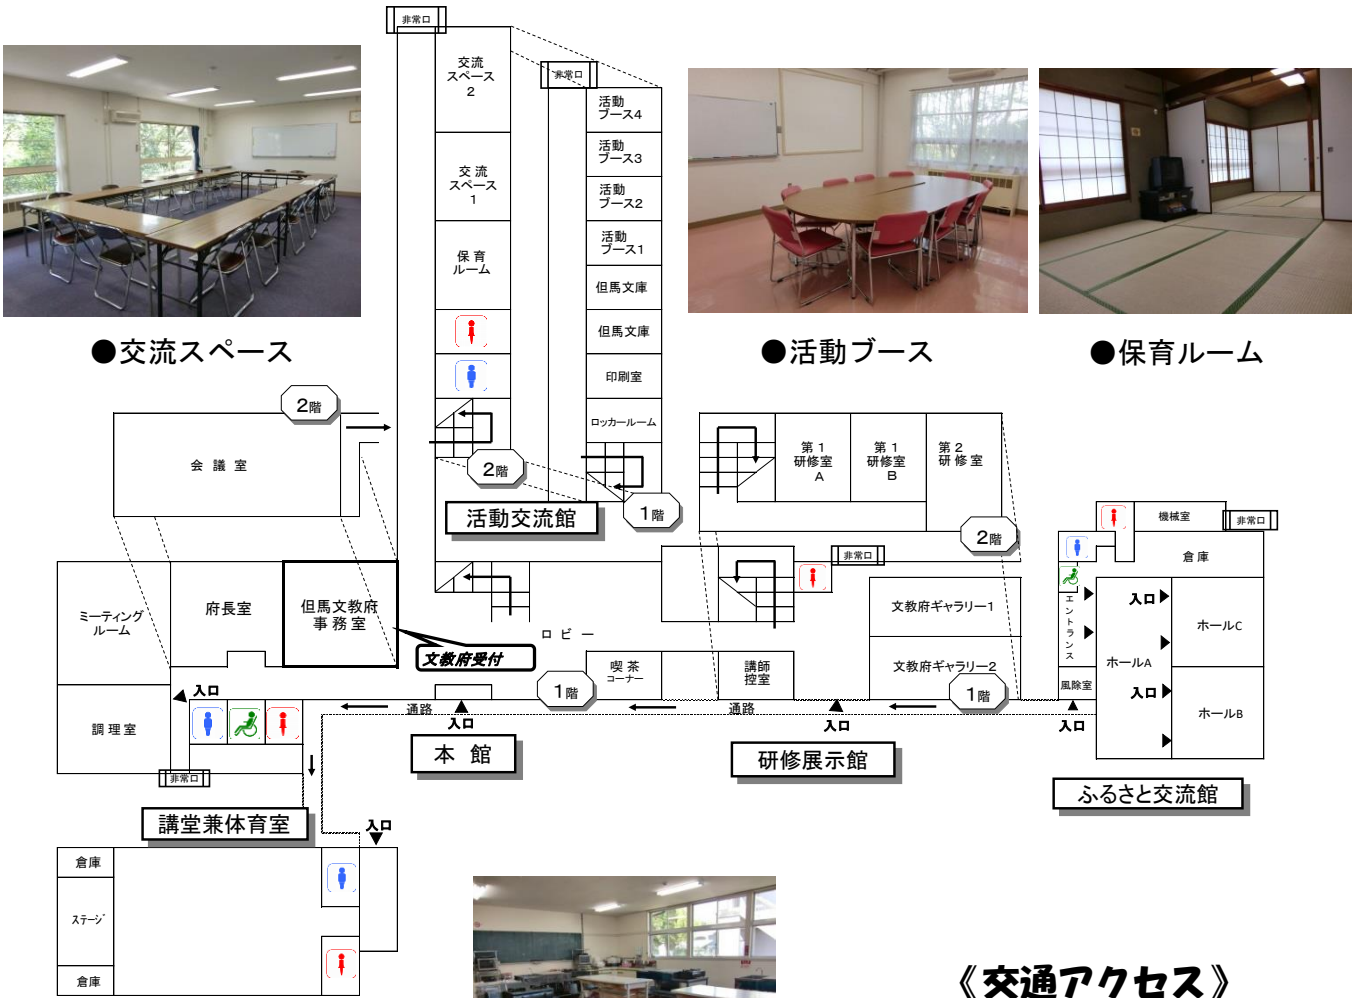 非常口
交流
スペース
2
非常口
活動
ブース4
活動
ブース3
交 流
スペース
1
活動
ブース2
活動
ブース1
保 育
ルーム
但馬文庫
但馬文庫
印刷室
ロッカールーム
●交流スペース
●活動ブース
●保育ルーム
2階
会 議 室
2階
1階
活動交流館
第 1
研修室
A
第 1
研修室
B
第 2
研 修 室
2階
機械室
非常口
倉 庫
ミーティング
ルーム
府長室
但馬文教府
事 務 室
文教府受付
ロ ビ ー
非常口
文教府ギャラリー1
文教府ギャラリー2
エントランス
入口
ホールC
ホールA
入口
ホールB
風除室
喫 茶
コーナー
講師
控室
1階
1階
入口
調 理 室
通路
入口
通路
入口
入口
非常口
本 館
研修展示館
ふるさと交流館
講堂兼体育室
入口
倉庫
ステージ
倉庫
《交通アクセス》